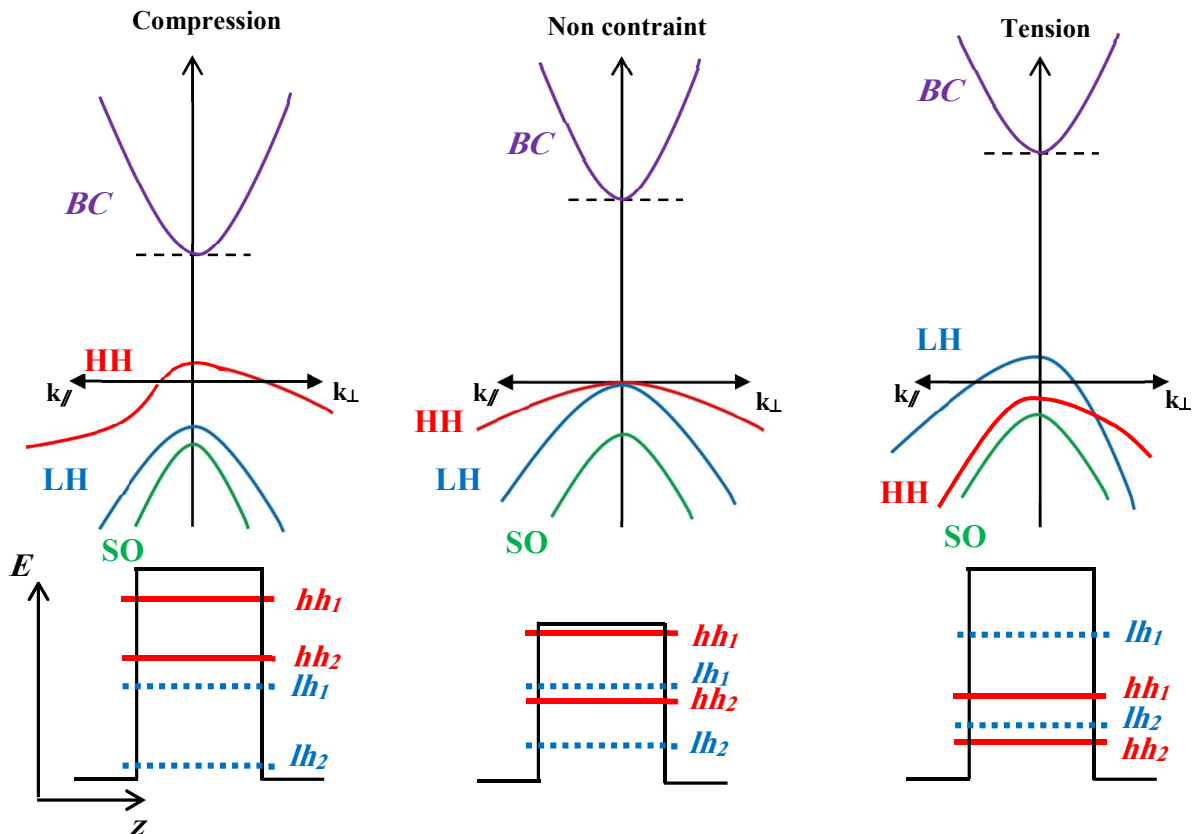 Compression
BC
HH
k∥
k⊥
LH
SO
Non contraint
BC
k∥
k⊥
HH
LH
SO
Tension
BC
LH
k∥
k⊥
HH
SO
E
z
hh1
hh2
lh1
lh2
hh1
lh1
hh2
lh2
lh1
hh1
lh2
hh2